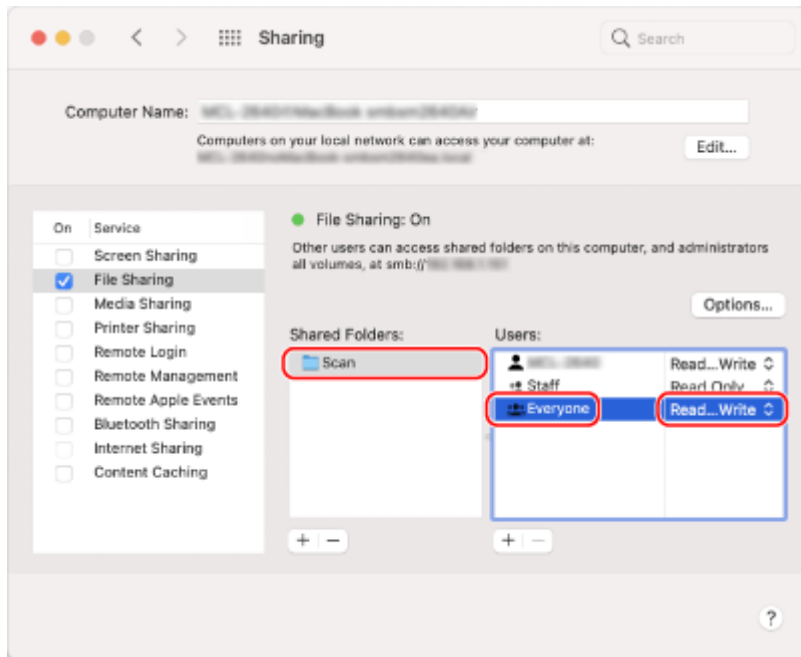 Sharing
Search
Computer Name:
Computers on your local network can access your computer at:
Edit...
On Service
Screen Sharing
File Sharing
Media Sharing
Printer Sharing
Remote Login
Remote Management
Remote Apple Events
Bluetooth Sharing
Internet Sharing
Content Caching
File Sharing: On
Other users can access shared folders on this computer, and administrators
all volumes, at smb://
Options...
Shared Folders:
Scan
+ −
Users:
Read...Write
Staff Read Only
Everyone Read...Write
+ −
?